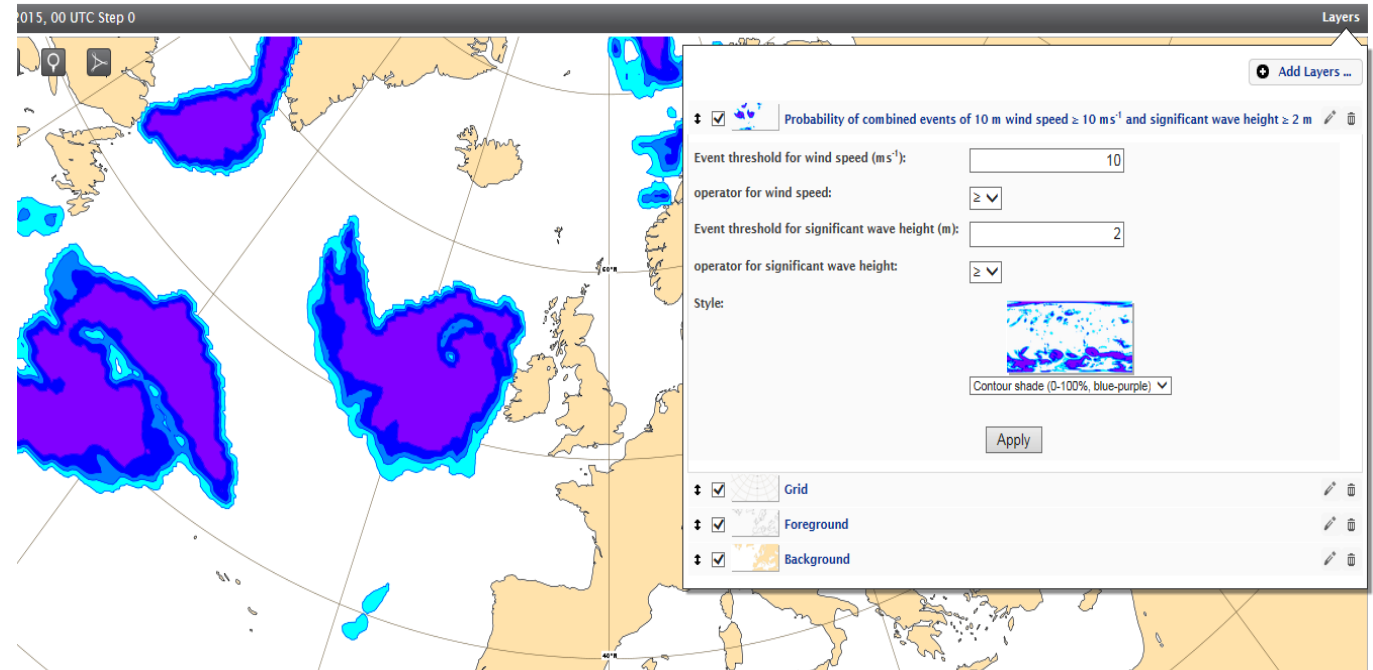 2015, 00 UTC Step 0
Layers
Add Layers ...
Probability of combined events of 10 m wind speed ≥ 10 ms⁻¹ and significant wave height ≥ 2 m
Event threshold for wind speed (ms⁻¹):
10
operator for wind speed:
≥
Event threshold for significant wave height (m):
2
operator for significant wave height:
≥
Style:
Contour shade (0-100%, blue-purple)
Apply
Grid
Foreground
Background
60°N
40°N